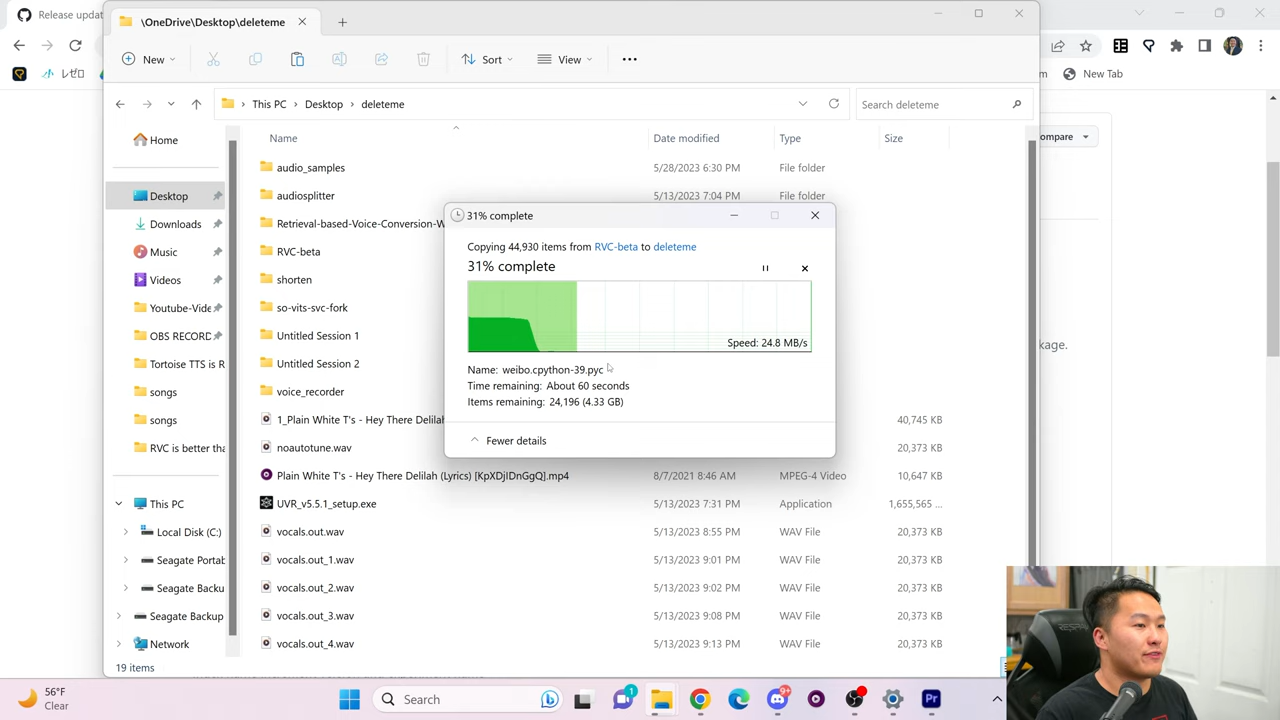 Release updat
\OneDrive\Desktop\deleteme
New
Sort
View
レゼロ
m
New Tab
This PC
Desktop
deleteme
Search deleteme
Name
Date modified
Type
Size
ompare
Home
Desktop
Downloads
Music
Videos
Youtube-Vide
OBS RECORD
Tortoise TTS is R
songs
songs
RVC is better tha
This PC
Local Disk (C:)
Seagate Portab
Seagate Backu
Seagate Backup
Network
audio_samples
5/28/2023 6:30 PM
File folder
audiosplitter
5/13/2023 7:04 PM
File folder
Retrieval-based-Voice-Conversion-W
RVC-beta
shorten
so-vits-svc-fork
Untitled Session 1
Untitled Session 2
voice_recorder
1_Plain White T's - Hey There Delilah
40,745 KB
noautotune.wav
20,373 KB
Plain White T's - Hey There Delilah (Lyrics) [KpXDjIDnGgQ].mp4
8/7/2021 8:46 AM
MPEG-4 Video
10,647 KB
UVR_v5.5.1_setup.exe
5/13/2023 7:31 PM
Application
1,655,565 ...
vocals.out.wav
5/13/2023 8:55 PM
WAV File
20,373 KB
vocals.out_1.wav
5/13/2023 9:01 PM
WAV File
20,373 KB
vocals.out_2.wav
5/13/2023 9:02 PM
WAV File
20,373 KB
vocals.out_3.wav
5/13/2023 9:08 PM
WAV File
20,373 KB
vocals.out_4.wav
5/13/2023 9:13 PM
WAV File
20,373 KB
31% complete
Copying 44,930 items from RVC-beta to deleteme
31% complete
Speed: 24.8 MB/s
Name: weibo.cpython-39.pyc
Time remaining: About 60 seconds
Items remaining: 24,196 (4.33 GB)
Fewer details
kage.
19 items
56°F
Clear
Search
1
9+